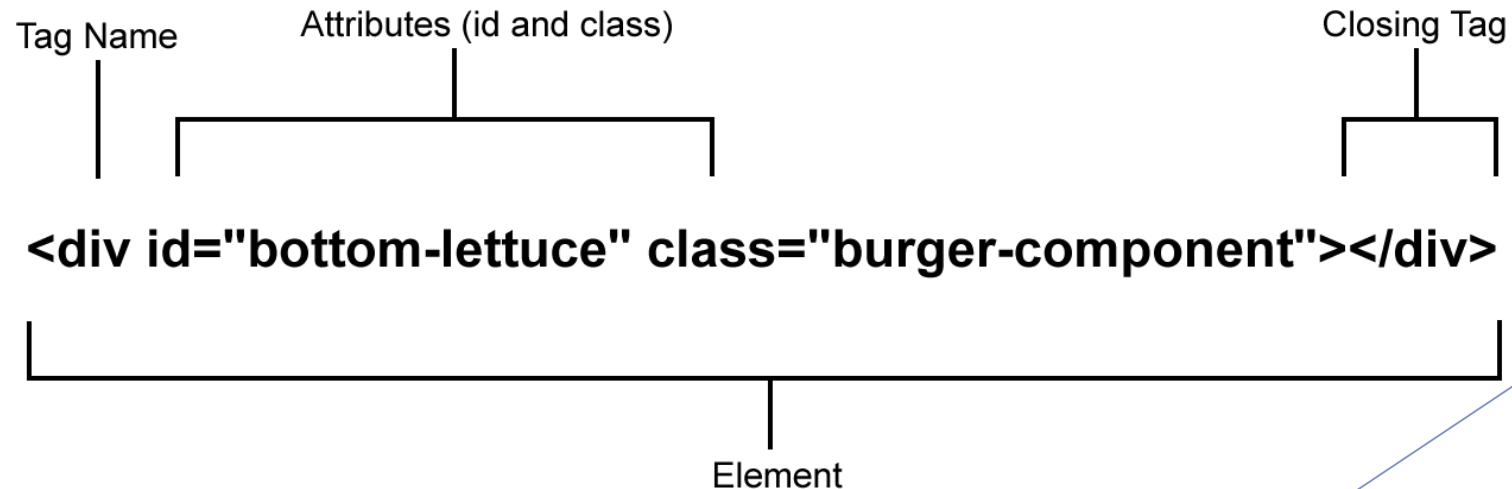 Tag Name
Attributes (id and class)
Closing Tag
<div id="bottom-lettuce" class="burger-component"></div>
Element